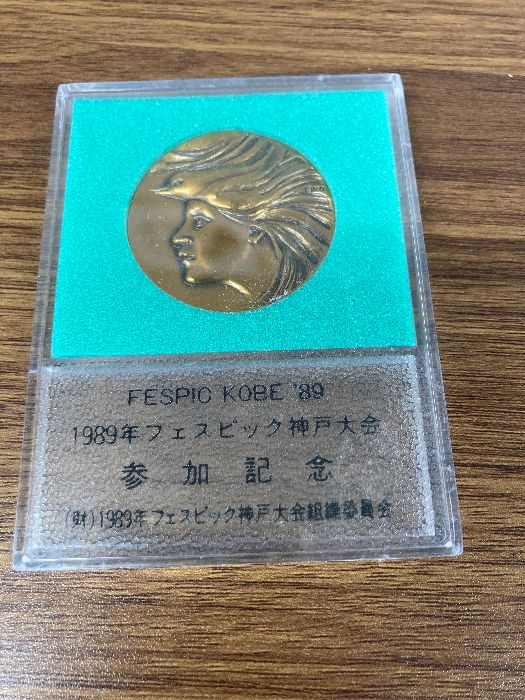 FESPIC KOBE '89
1989年フェスピック神戸大会
参加記念
(財)1989年フェスピック神戸大会組織委員会